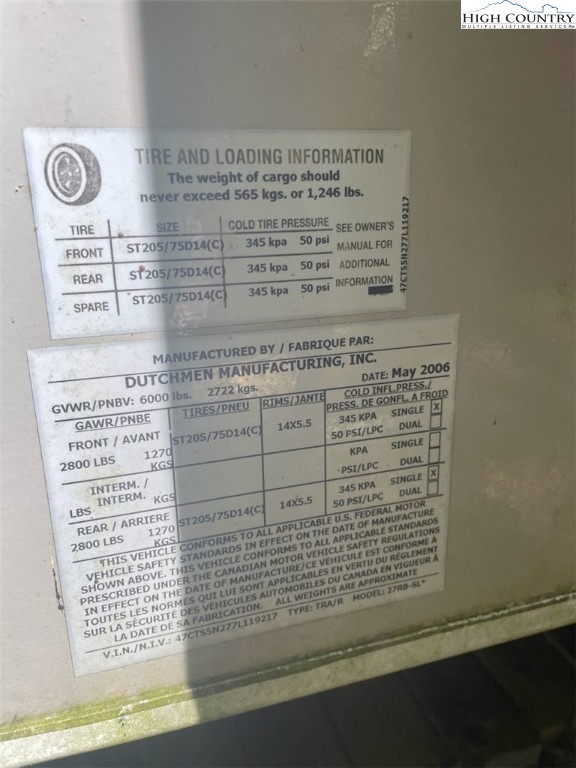 HIGH COUNTRY
MULTIPLE LISTING SERVICE
TIRE AND LOADING INFORMATION
The weight of cargo should
never exceed 565 kgs. or 1,246 lbs.
TIRE SIZE COLD TIRE PRESSURE SEE OWNER'S
FRONT ST205/75D14(C) 345 kpa 50 psi MANUAL FOR
REAR ST205/75D14(C) 345 kpa 50 psi ADDITIONAL
SPARE ST205/75D14(C) 345 kpa 50 psi INFORMATION
47CTS5N277L119217
MANUFACTURED BY / FABRIQUE PAR:
DUTCHMEN MANUFACTURING, INC.
GVWR/PNBV: 6000 lbs. 2722 kgs. DATE: May 2006
GAWR/PNBE TIRES/PNEU RIMS/JANTE COLD INFL.PRESS./
PRESS. DE GONFL. A FROID
FRONT / AVANT ST205/75D14(C) 14X5.5 345 KPA SINGLE X
2800 LBS 1270 KGS 50 PSI/LPC DUAL
INTERM. / KPA SINGLE
INTERM. PSI/LPC DUAL
LBS KGS
REAR / ARRIERE ST205/75D14(C) 14X5.5 345 KPA SINGLE X
2800 LBS 1270 KGS 50 PSI/LPC DUAL
*THIS VEHICLE CONFORMS TO ALL APPLICABLE U.S. FEDERAL MOTOR
VEHICLE SAFETY STANDARDS IN EFFECT ON THE DATE OF MANUFACTURE
SHOWN ABOVE. THIS VEHICLE CONFORMS TO ALL APPLICABLE STANDARDS
PRESCRIBED UNDER THE CANADIAN MOTOR VEHICLE SAFETY REGULATIONS
IN EFFECT ON THE DATE OF MANUFACTURE/CE VÉHICULE EST CONFORME À
TOUTES LES NORMES QUI LUI SONT APPLICABLES EN VERTU DU RÉGLEMENT
SUR LA SÉCURITÉ DES VÉHICULES AUTOMOBILES DU CANADA EN VIGUEUR À
LA DATE DE SA FABRICATION. ALL WEIGHTS ARE APPROXIMATE
V.I.N./N.I.V.: 47CTS5N277L119217 TYPE: TRA/R MODEL: 27RB-SL*